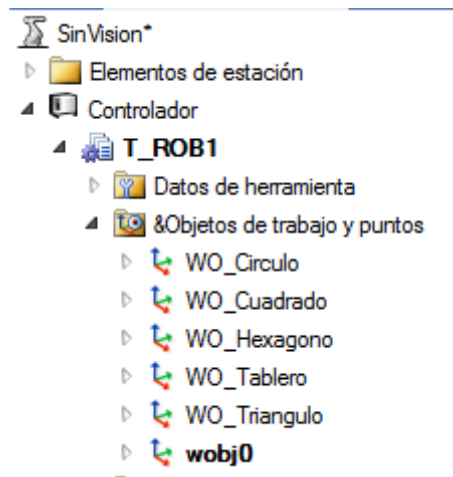 SinVision*
Elementos de estación
Controlador
T_ROB1
Datos de herramienta
&Objetos de trabajo y puntos
WO_Circulo
WO_Cuadrado
WO_Hexagono
WO_Tablero
WO_Triangulo
wobj0